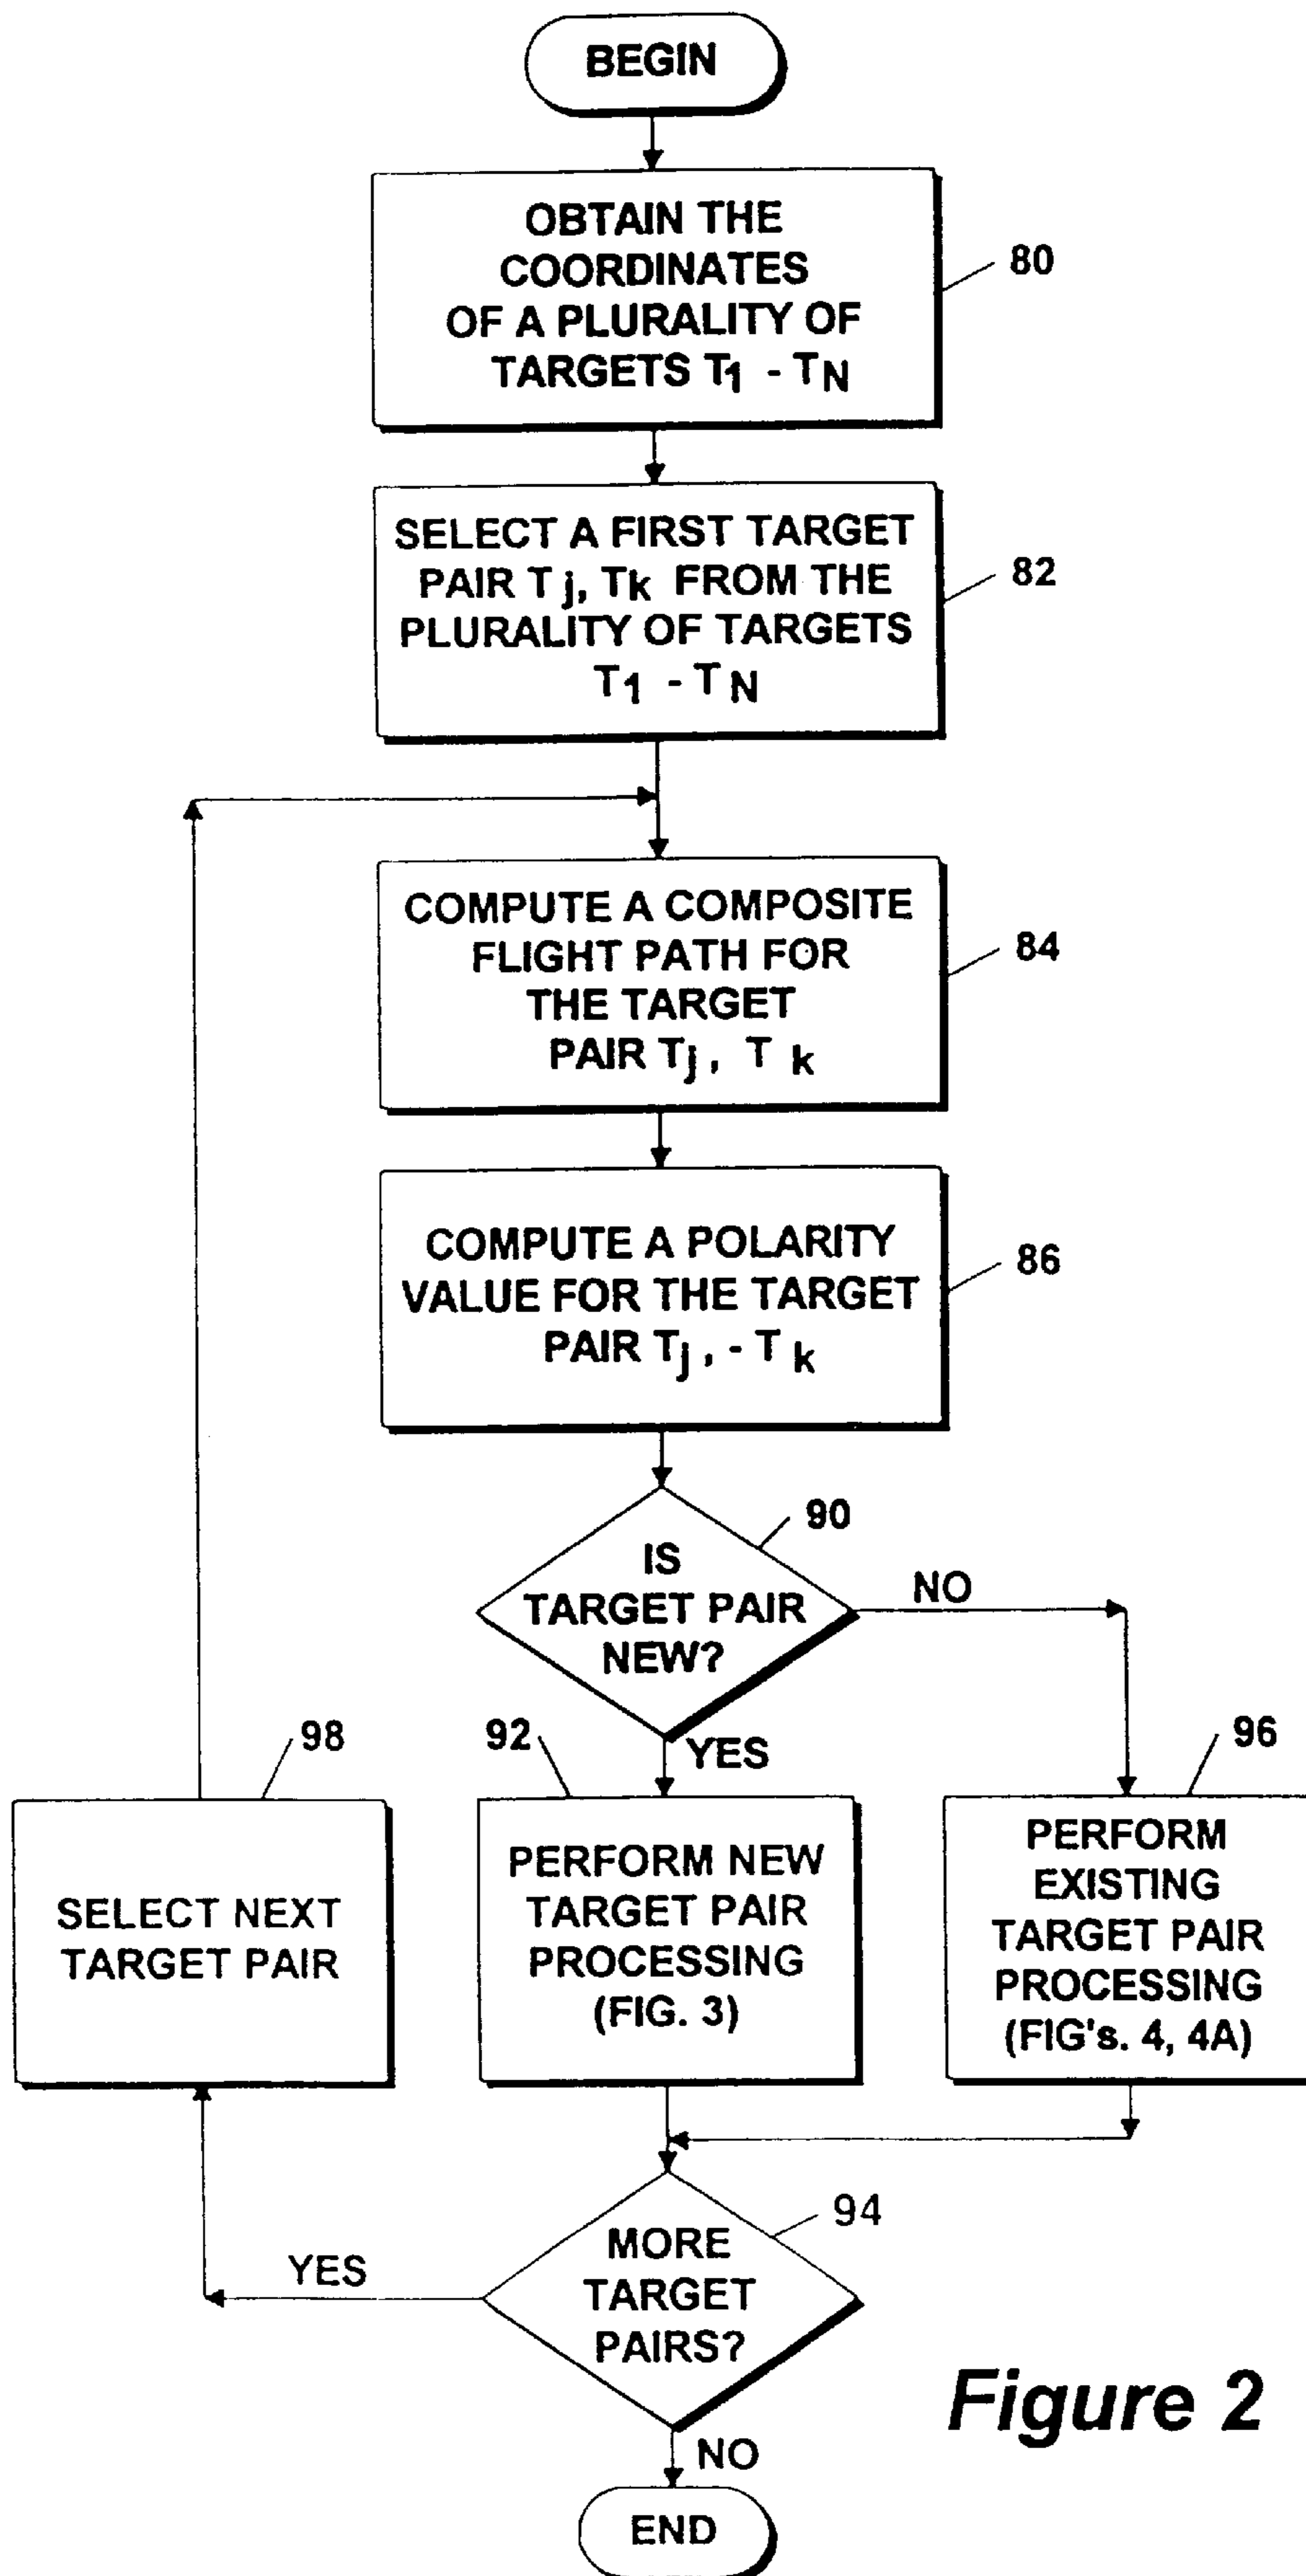 BEGIN
OBTAIN THE
COORDINATES
OF A PLURALITY OF
TARGETS T1 - TN
80
SELECT A FIRST TARGET
PAIR Tj, Tk FROM THE
PLURALITY OF TARGETS
T1 - TN
82
COMPUTE A COMPOSITE
FLIGHT PATH FOR
THE TARGET
PAIR Tj, Tk
84
COMPUTE A POLARITY
VALUE FOR THE TARGET
PAIR Tj, - Tk
86
90
IS
TARGET PAIR
NEW?
NO
YES
98
SELECT NEXT
TARGET PAIR
92
PERFORM NEW
TARGET PAIR
PROCESSING
(FIG. 3)
96
PERFORM
EXISTING
TARGET PAIR
PROCESSING
(FIG's. 4, 4A)
94
MORE
TARGET
PAIRS?
YES
NO
END
Figure 2